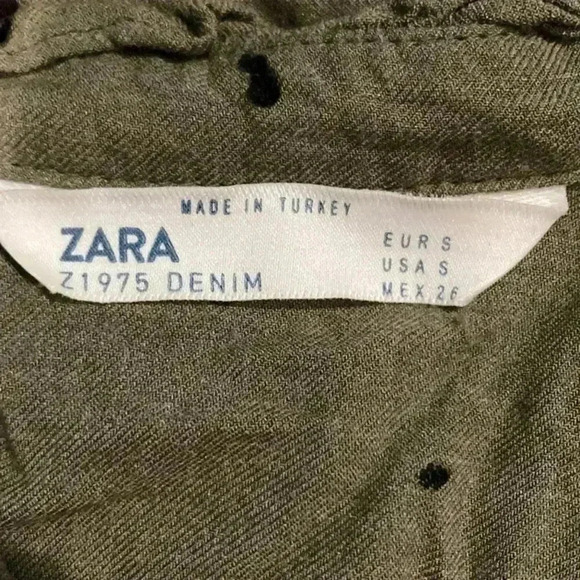 MADE IN TURKEY
ZARA
Z1975 DENIM
EUR S
USA S
MEX 26